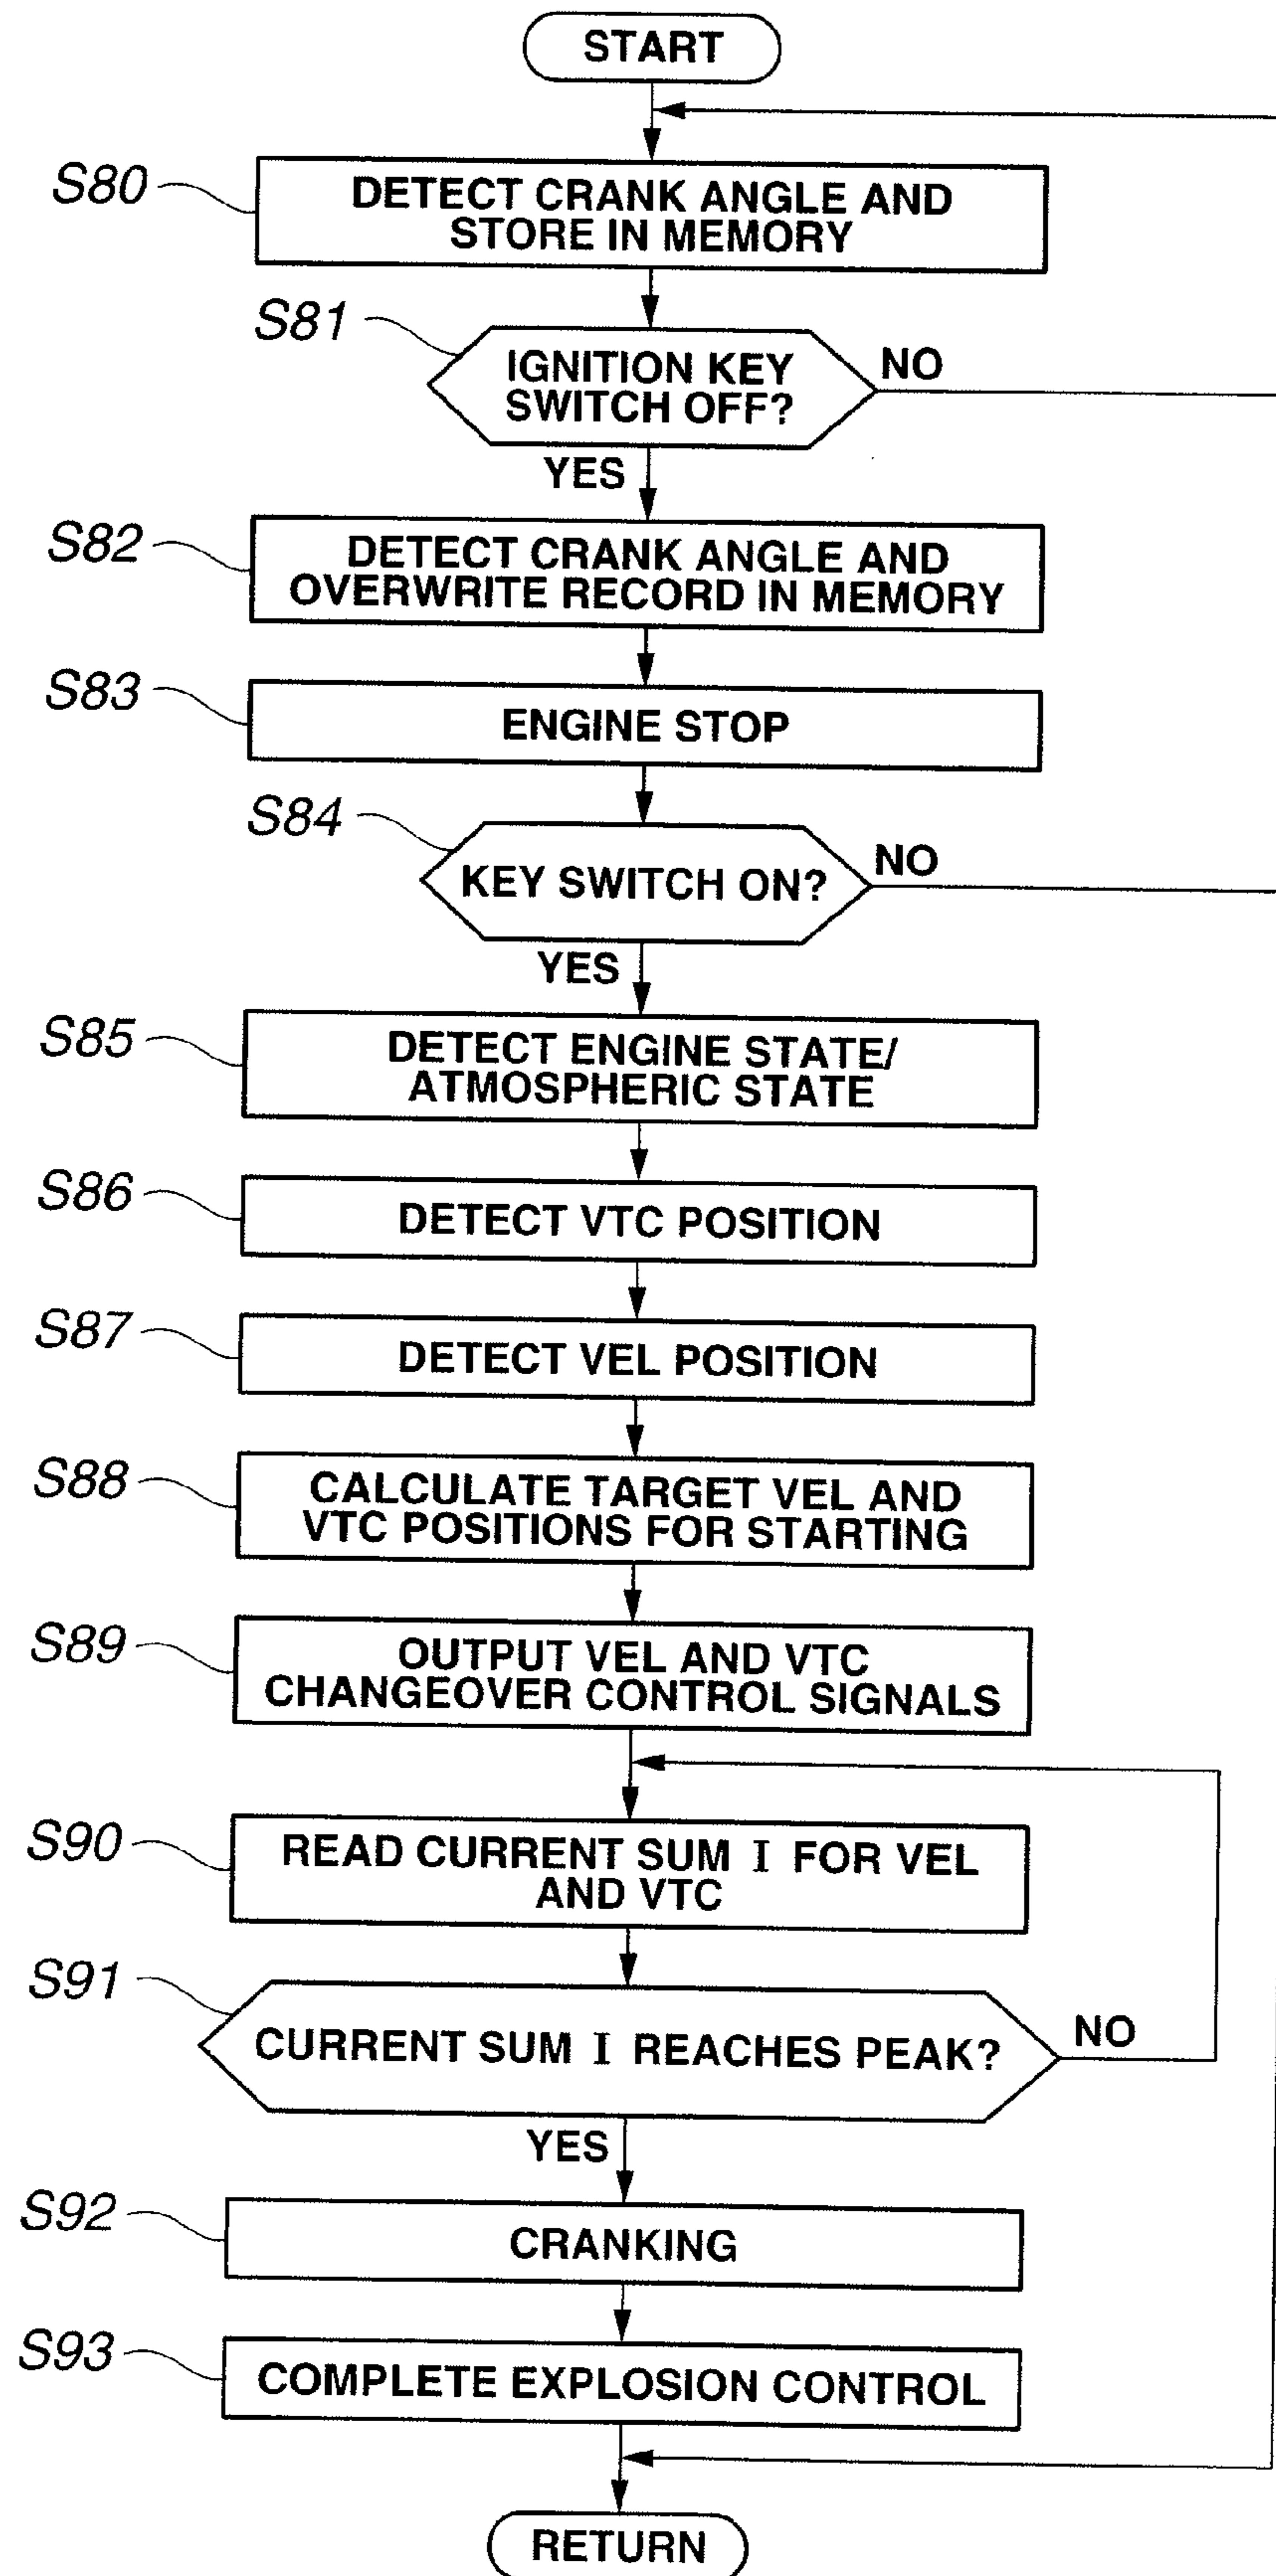 START
S80
DETECT CRANK ANGLE AND
STORE IN MEMORY
S81
IGNITION KEY
SWITCH OFF?
NO
YES
S82
DETECT CRANK ANGLE AND
OVERWRITE RECORD IN MEMORY
S83
ENGINE STOP
S84
KEY SWITCH ON?
NO
YES
S85
DETECT ENGINE STATE/
ATMOSPHERIC STATE
S86
DETECT VTC POSITION
S87
DETECT VEL POSITION
S88
CALCULATE TARGET VEL AND
VTC POSITIONS FOR STARTING
S89
OUTPUT VEL AND VTC
CHANGEOVER CONTROL SIGNALS
S90
READ CURRENT SUM I FOR VEL
AND VTC
S91
CURRENT SUM I REACHES PEAK?
NO
YES
S92
CRANKING
S93
COMPLETE EXPLOSION CONTROL
RETURN